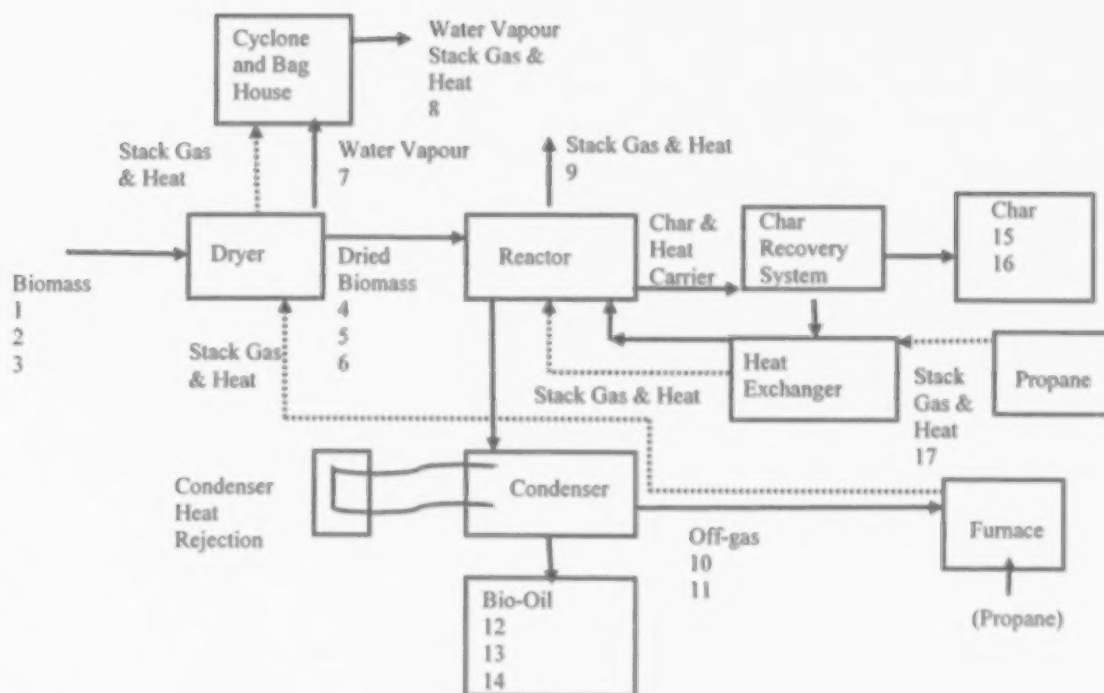 Cyclone
and Bag
House
Water Vapour
Stack Gas &
Heat
8
Stack Gas
& Heat
Water Vapour
7
Stack Gas & Heat
9
Biomass
1
2
3
Dryer
Dried
Biomass
4
5
6
Reactor
Char &
Heat
Carrier
Char
Recovery
System
Char
15
16
Stack Gas
& Heat
Stack Gas & Heat
Heat
Exchanger
Stack
Gas &
Heat
17
Propane
Condenser
Heat
Rejection
Condenser
Off-gas
10
11
Furnace
(Propane)
Bio-Oil
12
13
14